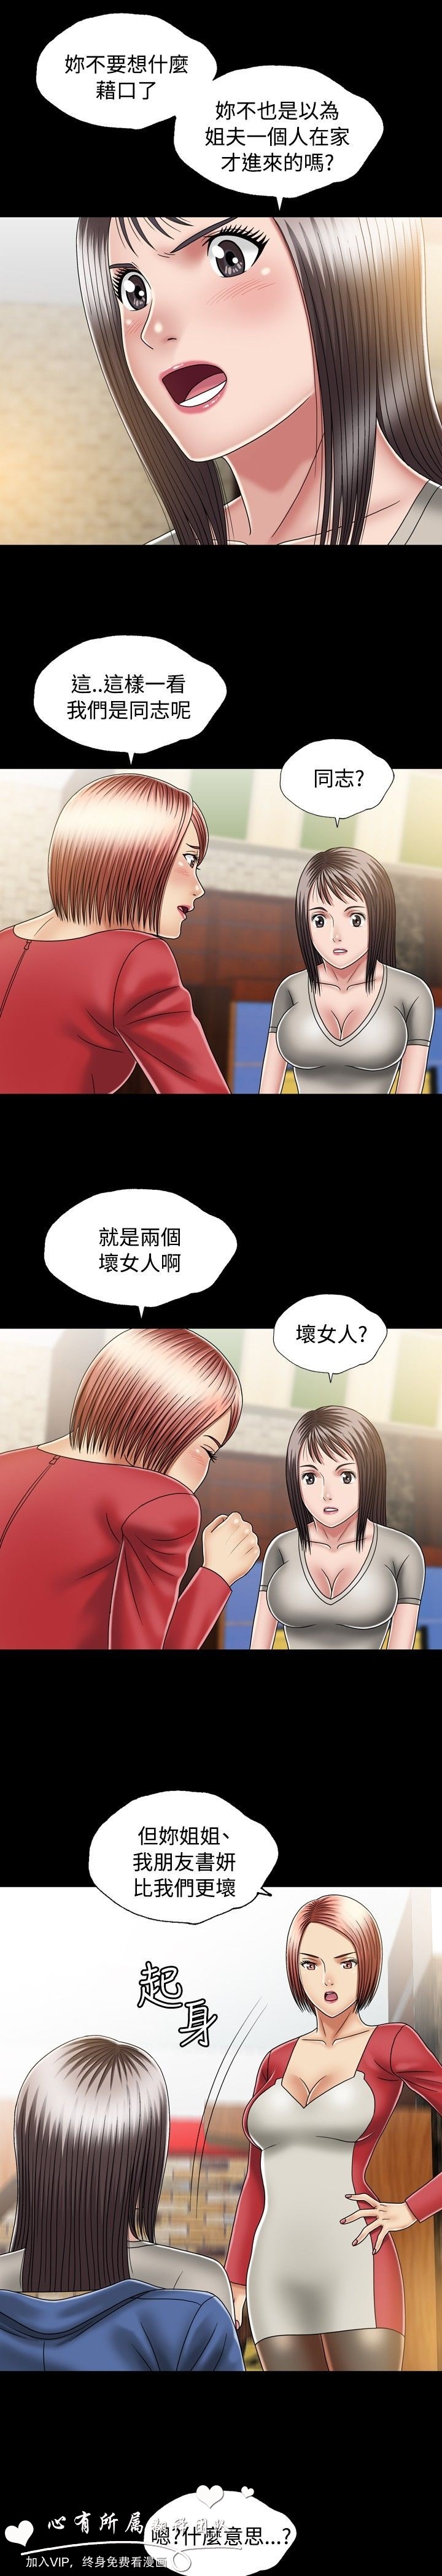 妳不要想什麼
藉口了
妳不也是以為
姐夫一個人在家
才進來的嗎?
這..這樣一看
我們是同志呢
同志?
就是兩個
壞女人啊
壞女人?
但妳姐姐、
我朋友書妍
比我們更壞
起身
嗯?什麼意思...?
心有所属
加入VIP，终身免费看漫画